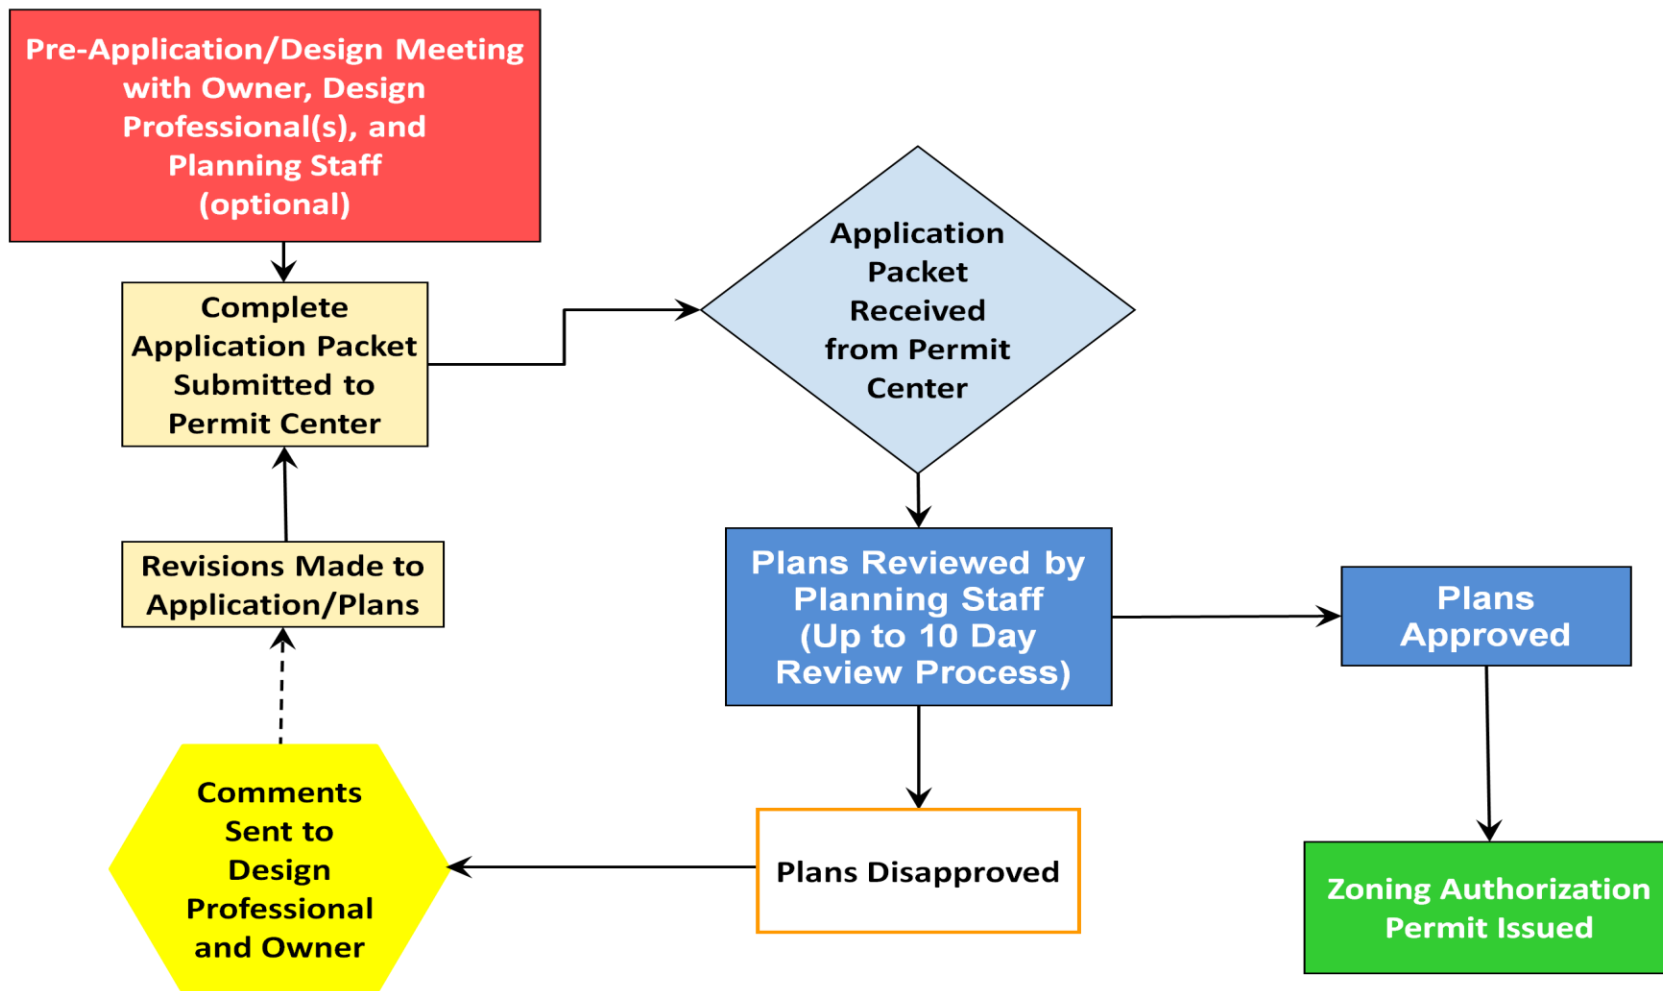 Pre-Application/Design Meeting
with Owner, Design
Professional(s), and
Planning Staff
(optional)
Complete
Application Packet
Submitted to
Permit Center
Application
Packet
Received
from Permit
Center
Revisions Made to
Application/Plans
Plans Reviewed by
Planning Staff
(Up to 10 Day
Review Process)
Plans
Approved
Comments
Sent to
Design
Professional
and Owner
Plans Disapproved
Zoning Authorization
Permit Issued